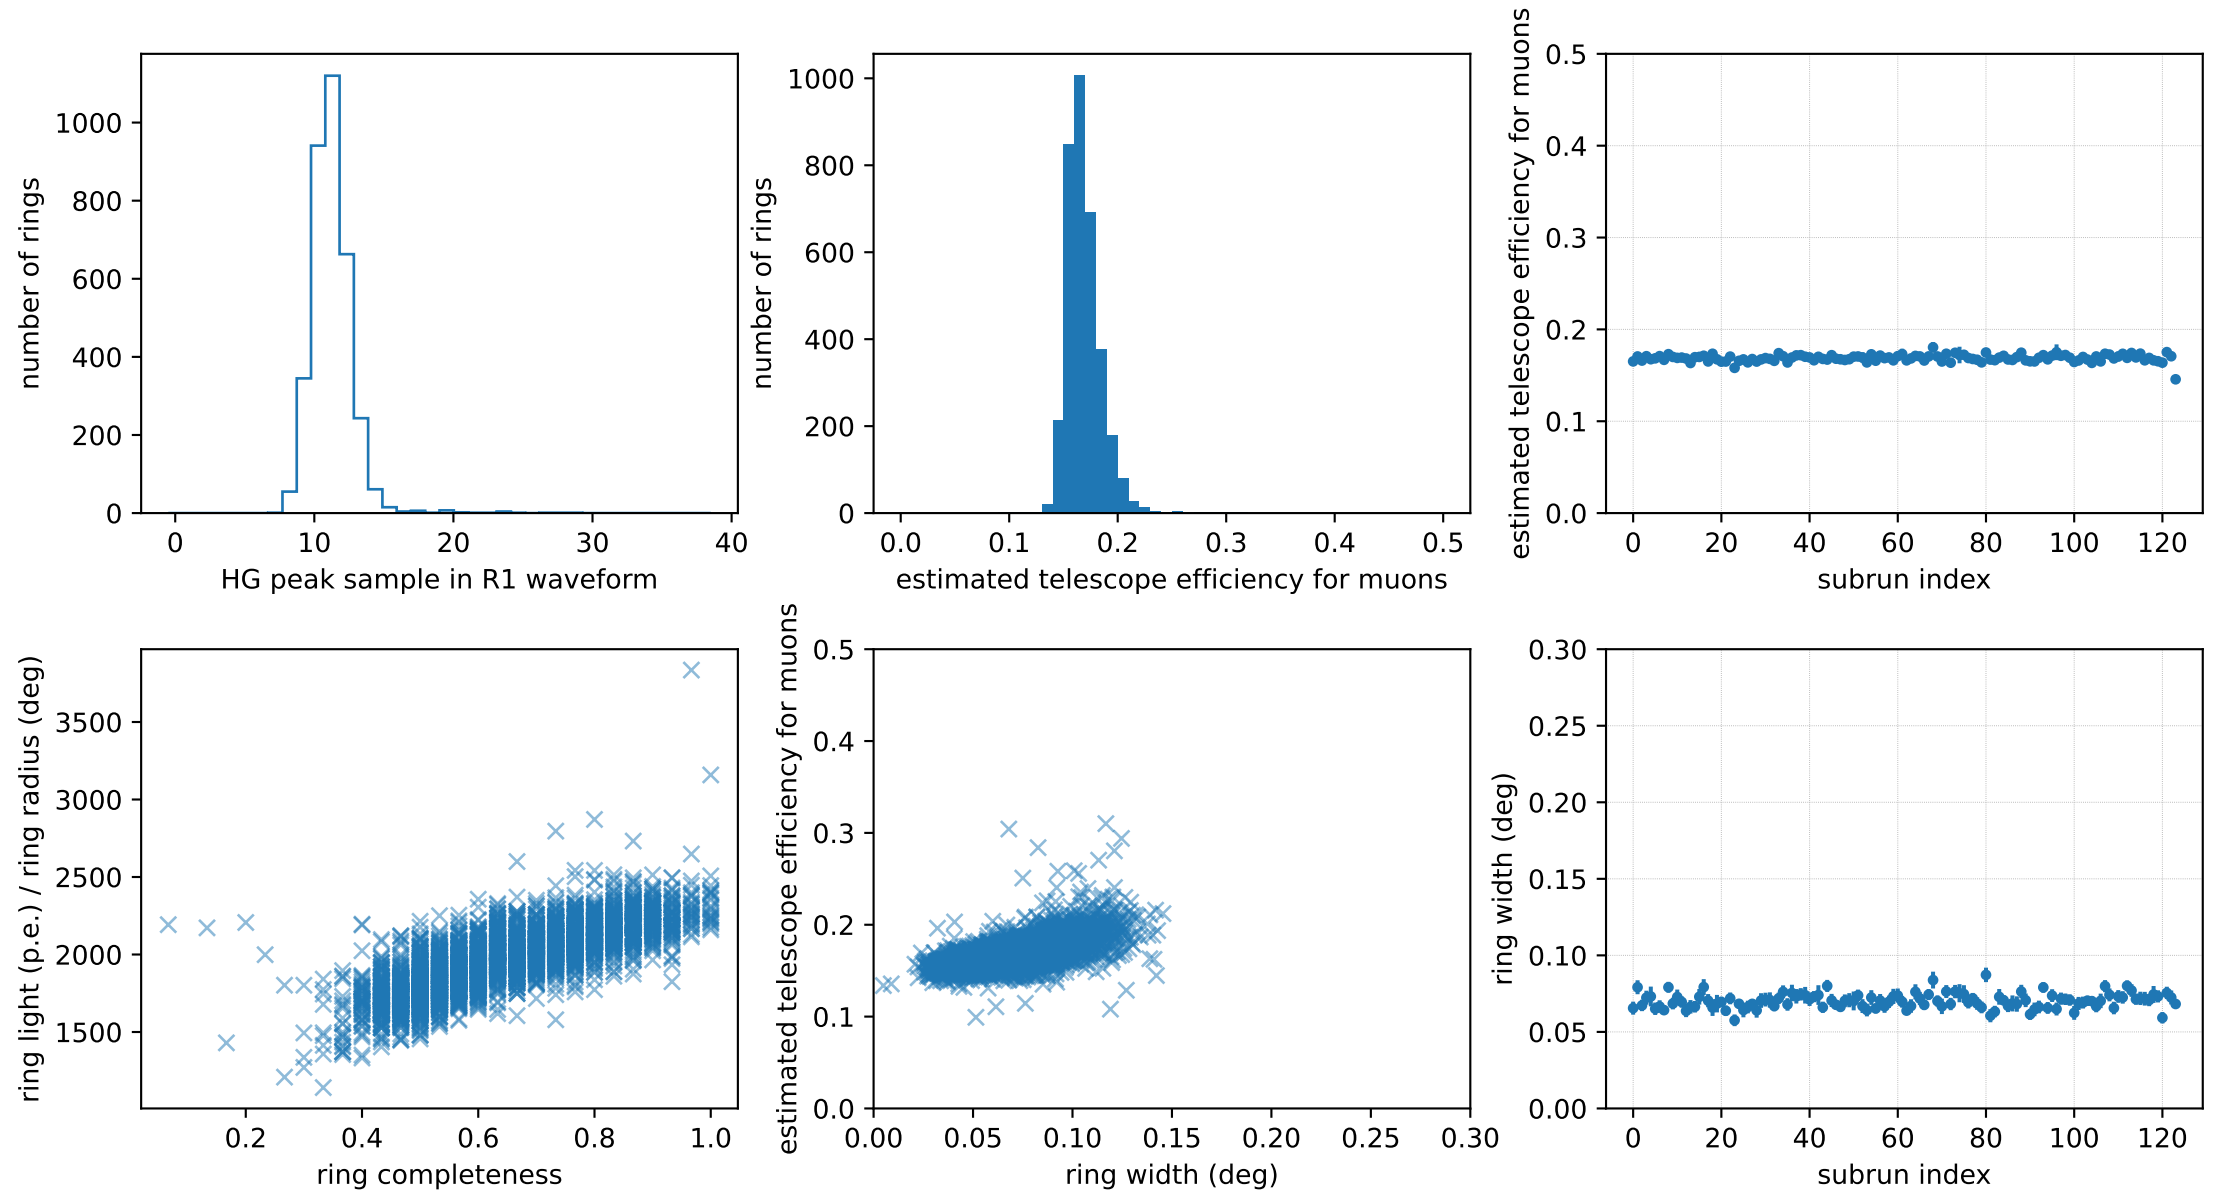 number of rings
1000
800
600
400
200
0
0 10 20 30 40
HG peak sample in R1 waveform
number of rings
1000
800
600
400
200
0
0.0 0.1 0.2 0.3 0.4 0.5
estimated telescope efficiency for muons
estimated telescope efficiency for muons
0.5
0.4
0.3
0.2
0.1
0.0
0 20 40 60 80 100 120
subrun index
ring light (p.e.) / ring radius (deg)
3500
3000
2500
2000
1500
0.2 0.4 0.6 0.8 1.0
ring completeness
estimated telescope efficiency for muons
0.5
0.4
0.3
0.2
0.1
0.0
0.00 0.05 0.10 0.15 0.20 0.25 0.30
ring width (deg)
ring width (deg)
0.30
0.25
0.20
0.15
0.10
0.05
0.00
0 20 40 60 80 100 120
subrun index